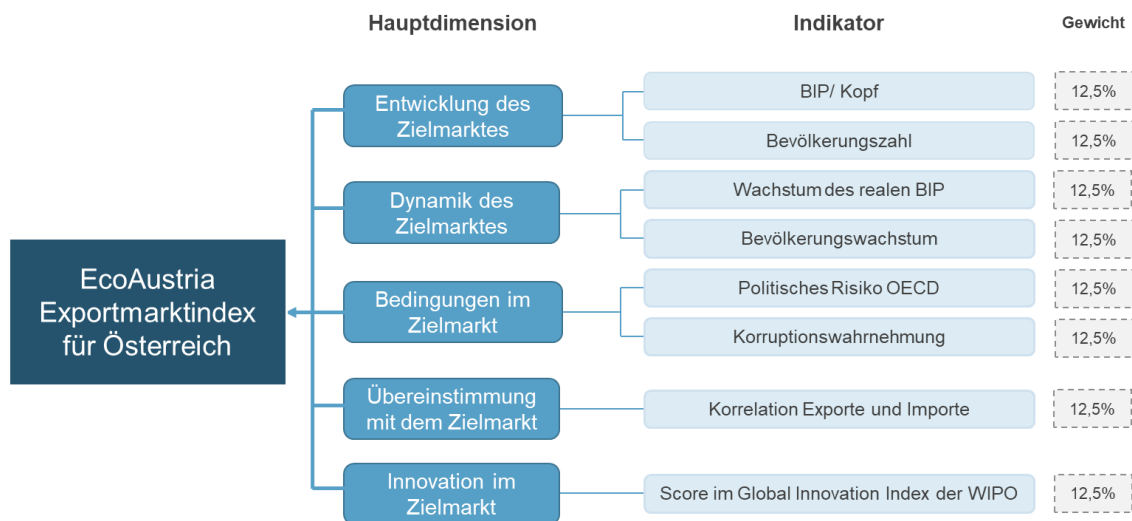 Hauptdimension
Indikator
Gewicht
EcoAustria
Exportmarktindex
für Österreich
Entwicklung des
Zielmarktes
BIP/ Kopf
12,5%
Bevölkerungszahl
12,5%
Dynamik des
Zielmarktes
Wachstum des realen BIP
12,5%
Bevölkerungswachstum
12,5%
Bedingungen im
Zielmarkt
Politisches Risiko OECD
12,5%
Korruptionswahrnehmung
12,5%
Übereinstimmung
mit dem Zielmarkt
Korrelation Exporte und Importe
12,5%
Innovation im
Zielmarkt
Score im Global Innovation Index der WIPO
12,5%